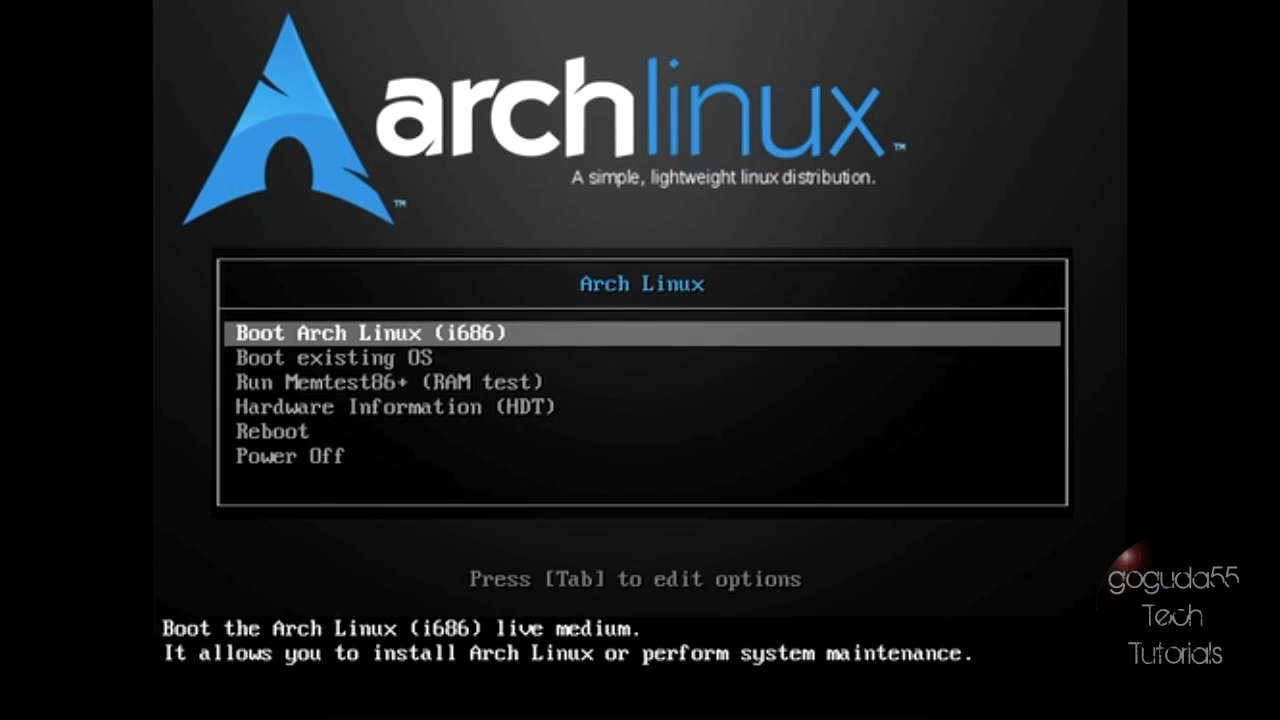 archlinux™
A simple, lightweight linux distribution.
™
Arch Linux
Boot Arch Linux (i686)
Boot existing OS
Run Memtest86+ (RAM test)
Hardware Information (HDT)
Reboot
Power Off
Press [Tab] to edit options
goguda55
Tech
Tutorials
Boot the Arch Linux (i686) live medium.
It allows you to install Arch Linux or perform system maintenance.